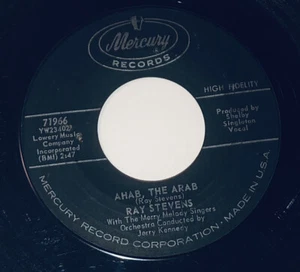 Mercury
RECORDS
HIGH FIDELITY
71966
YW23402
Lowery Music
Company
Incorporated
(BMI) 2:47
Produced by
Shelby
Singleton
Vocal
AHAB, THE ARAB
(Ray Stevens)
RAY STEVENS
With The Merry Melody Singers
Orchestra Conducted by
Jerry Kennedy
MERCURY RECORD CORPORATION • MADE IN U.S.A.